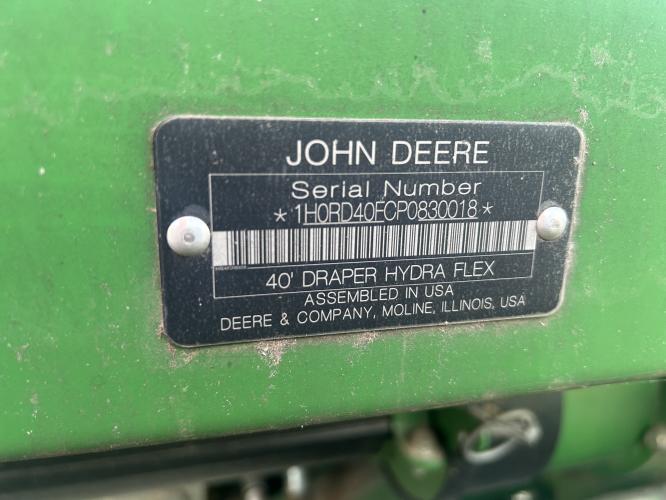 JOHN DEERE
Serial Number
*1H0RD40FCP0830018*
40' DRAPER HYDRA FLEX
ASSEMBLED IN USA
DEERE & COMPANY, MOLINE, ILLINOIS, USA